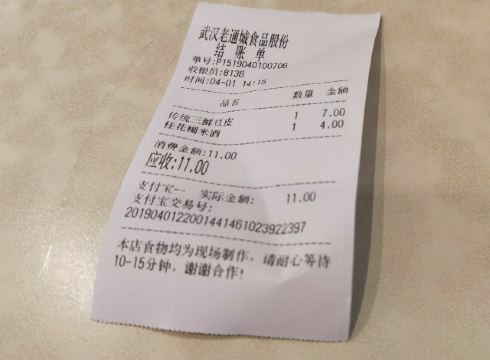 武汉老通城食品股份
结 账 单
单号:P1519040100706
收银员:8136
时间:04-01 14:15
品名 数量 金额
传统三鲜豆皮 1 7.00
桂花糊米酒 1 4.00
消费金额:11.00
应收:11.00
支付宝-- 实际金额: 11.00
支付宝交易号:
2019040122001441461023922397
本店食物均为现场制作，请耐心等待
10-15分钟，谢谢合作!